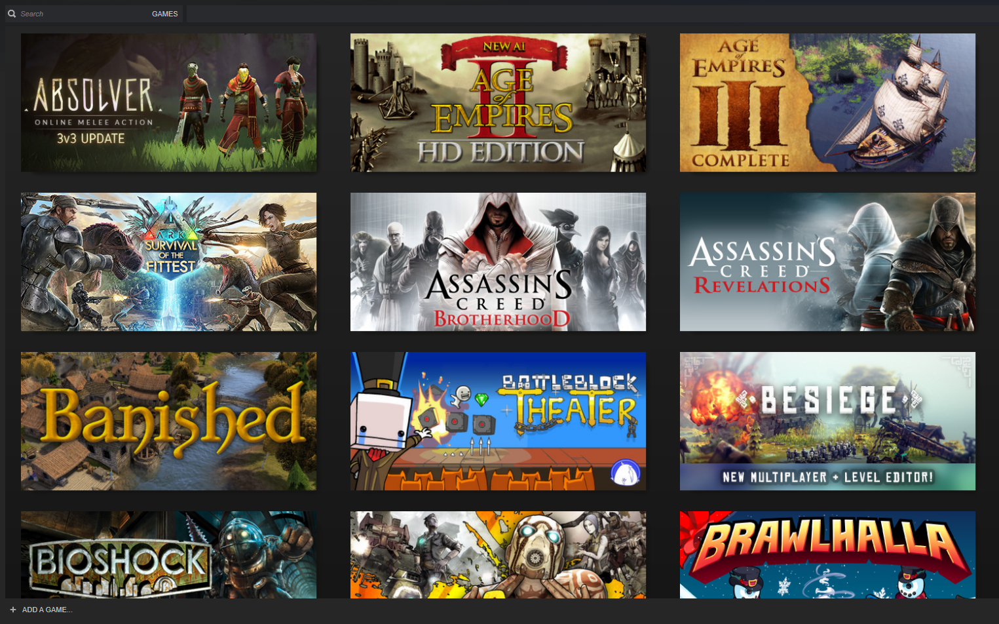 Search GAMES
ABSOLVER
ONLINE MELEE ACTION
3v3 UPDATE
NEW AI
II
AGE
of
EMPIRES
HD EDITION
AGE
of
EMPIRES
III
COMPLETE
ARK
SURVIVAL
OF THE
FITTEST
ASSASSIN'S
CREED
BROTHERHOOD
ASSASSIN'S
CREED
REVELATIONS
Banished
BATTLEBLOCK
THEATER
BESIEGE
NEW MULTIPLAYER + LEVEL EDITOR!
BIOSHOCK
BRAWLHALLA
+ ADD A GAME...